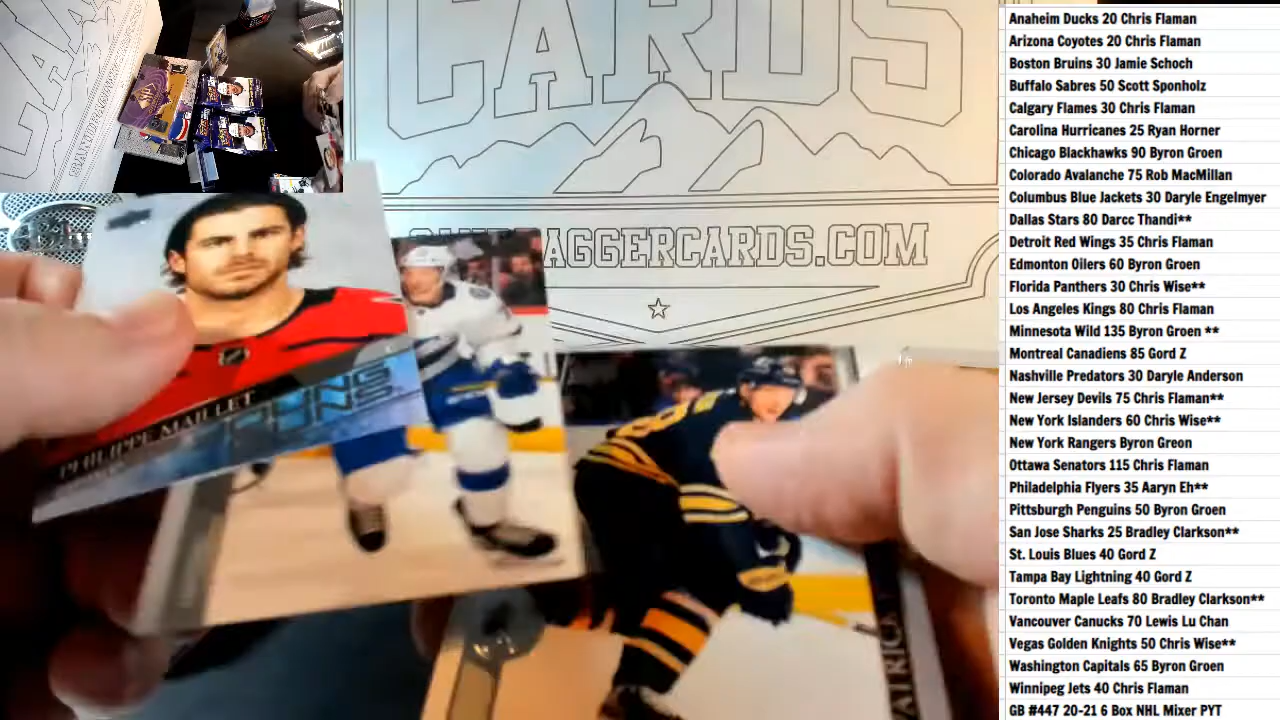 CARDS
AGGERCARDS.COM
PHILIPPE MAILLET
YOUNG GUNS
ATRIC
Anaheim Ducks 20 Chris Flaman
Arizona Coyotes 20 Chris Flaman
Boston Bruins 30 Jamie Schoch
Buffalo Sabres 50 Scott Sponholz
Calgary Flames 30 Chris Flaman
Carolina Hurricanes 25 Ryan Horner
Chicago Blackhawks 90 Byron Groen
Colorado Avalanche 75 Rob MacMillan
Columbus Blue Jackets 30 Daryle Engelmyer
Dallas Stars 80 Darcc Thandi**
Detroit Red Wings 35 Chris Flaman
Edmonton Oilers 60 Byron Groen
Florida Panthers 30 Chris Wise**
Los Angeles Kings 80 Chris Flaman
Minnesota Wild 135 Byron Groen **
Montreal Canadiens 85 Gord Z
Nashville Predators 30 Daryle Anderson
New Jersey Devils 75 Chris Flaman**
New York Islanders 60 Chris Wise**
New York Rangers Byron Greon
Ottawa Senators 115 Chris Flaman
Philadelphia Flyers 35 Aaryn Eh**
Pittsburgh Penguins 50 Byron Groen
San Jose Sharks 25 Bradley Clarkson**
St. Louis Blues 40 Gord Z
Tampa Bay Lightning 40 Gord Z
Toronto Maple Leafs 80 Bradley Clarkson**
Vancouver Canucks 70 Lewis Lu Chan
Vegas Golden Knights 50 Chris Wise**
Washington Capitals 65 Byron Groen
Winnipeg Jets 40 Chris Flaman
GB #447 20-21 6 Box NHL Mixer PYT